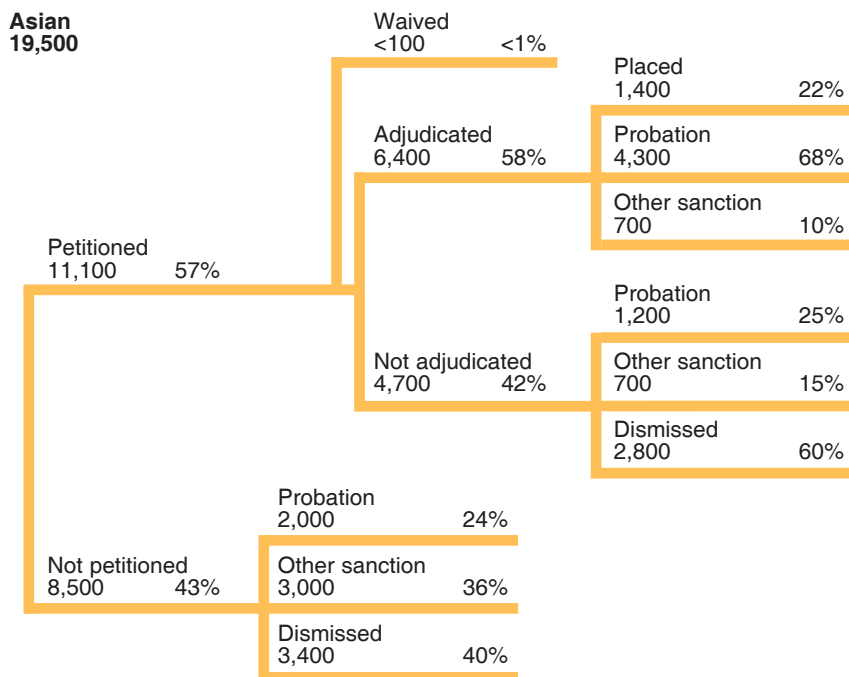 Asian
19,500
Waived
<100 <1%
Placed
1,400 22%
Adjudicated
6,400 58%
Probation
4,300 68%
Other sanction
700 10%
Petitioned
11,100 57%
Probation
1,200 25%
Not adjudicated
4,700 42%
Other sanction
700 15%
Dismissed
2,800 60%
Probation
2,000 24%
Not petitioned
8,500 43%
Other sanction
3,000 36%
Dismissed
3,400 40%